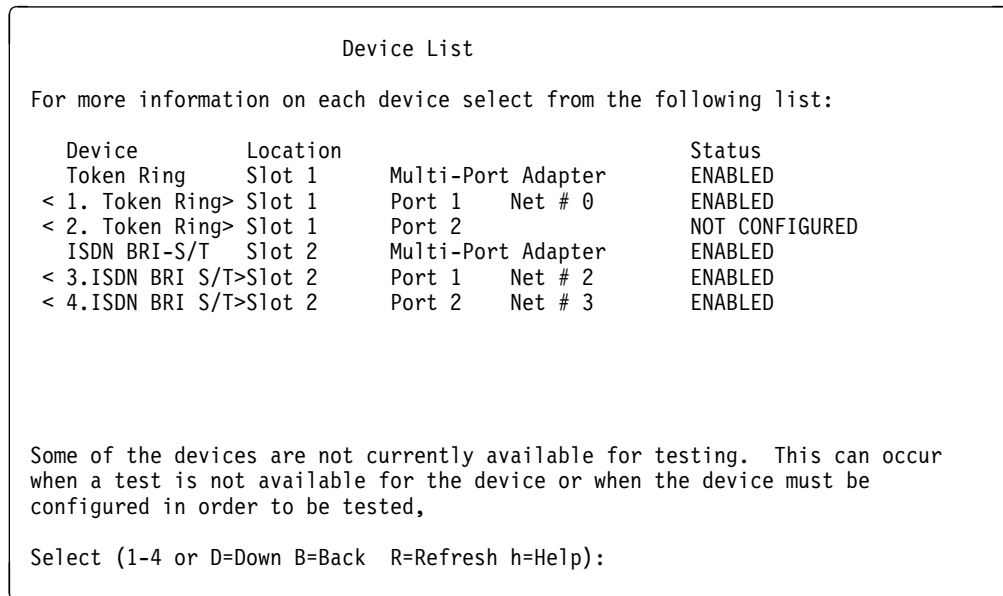 Device List
For more information on each device select from the following list:
Device Location Status
Token Ring Slot 1 Multi-Port Adapter ENABLED
< 1. Token Ring> Slot 1 Port 1 Net # 0 ENABLED
< 2. Token Ring> Slot 1 Port 2 NOT CONFIGURED
ISDN BRI-S/T Slot 2 Multi-Port Adapter ENABLED
< 3.ISDN BRI S/T>Slot 2 Port 1 Net # 2 ENABLED
< 4.ISDN BRI S/T>Slot 2 Port 2 Net # 3 ENABLED
Some of the devices are not currently available for testing. This can occur
when a test is not available for the device or when the device must be
configured in order to be tested,
Select (1-4 or D=Down B=Back R=Refresh h=Help):